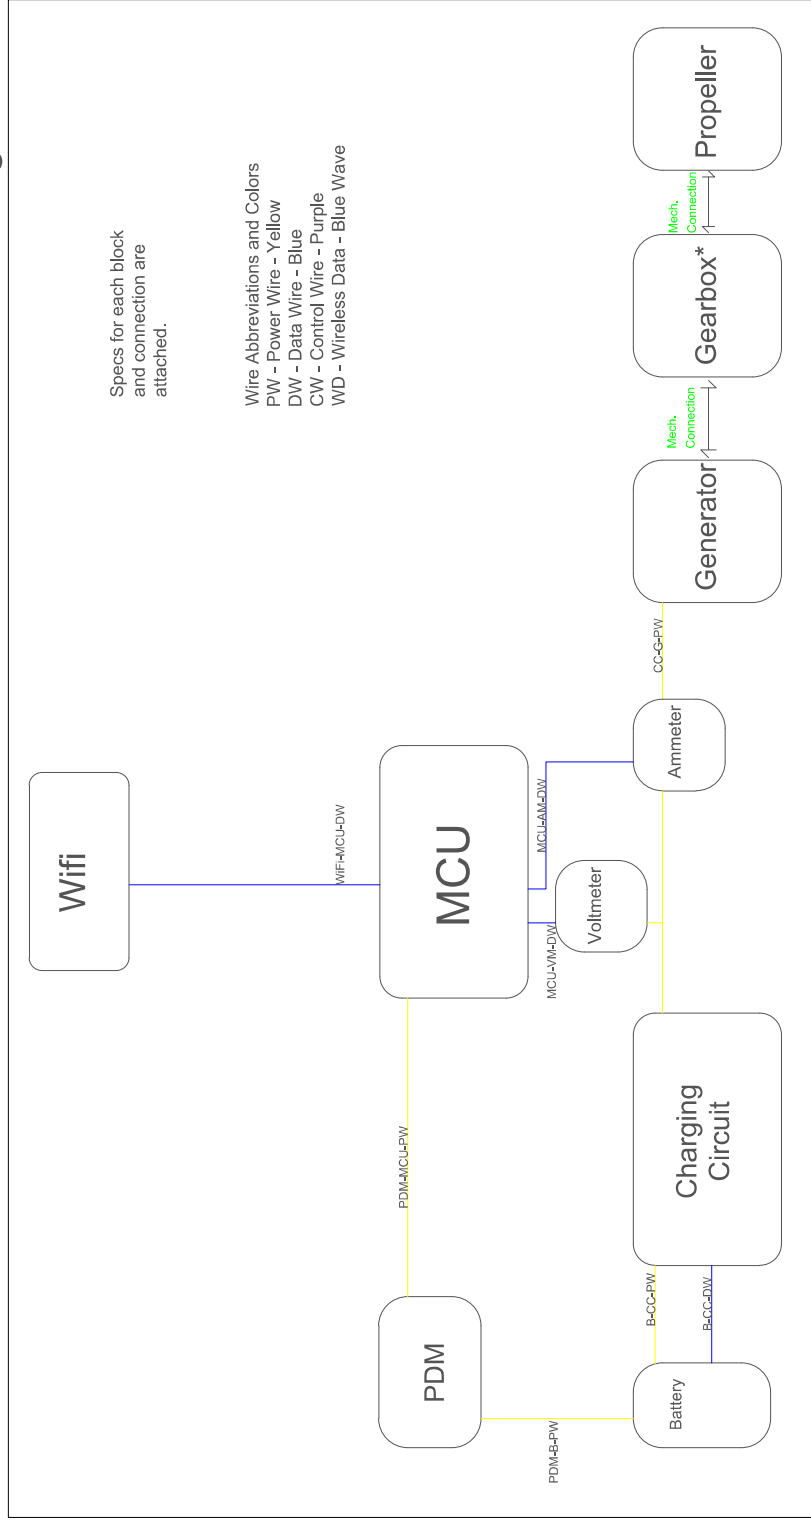 Specs for each block
and connection are
attached.
Wire Abbreviations and Colors
PW - Power Wire - Yellow
DW - Data Wire - Blue
CW - Control Wire - Purple
WD - Wireless Data - Blue Wave
Wifi
WiFi-MCU-DW
PDM
PDM-MCU-PW
MCU
MCU-VM-DW
MCU-AM-DW
PDM-B-PW
Voltmeter
Battery
B-CC-PW
B-CC-DW
Charging
Circuit
Ammeter
CC-G-PW
Generator
Mech.
Connection
Gearbox*
Mech.
Connection
Propeller